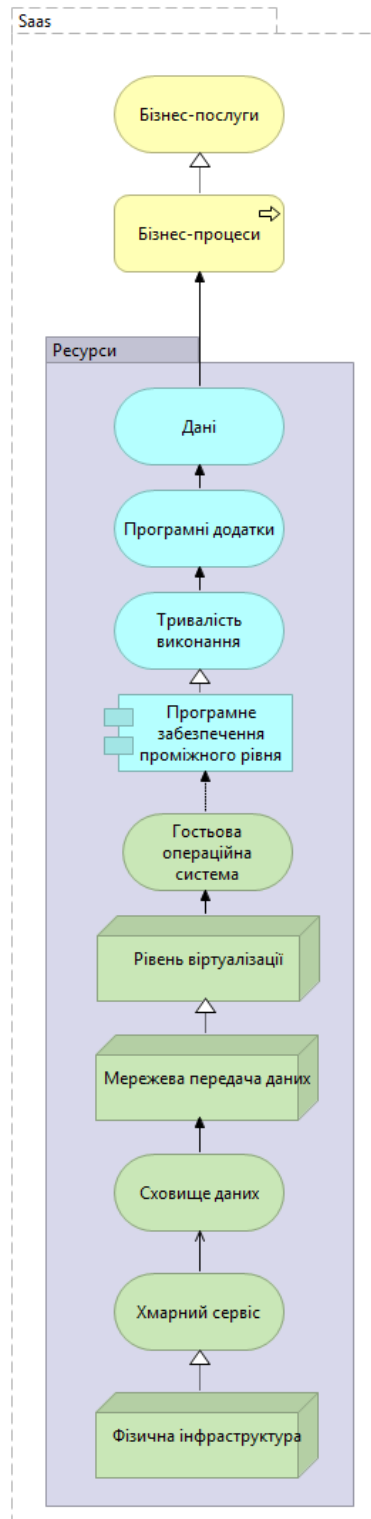 Saas
Бізнес-послуги
Бізнес-процеси
Ресурси
Дані
Програмні додатки
Тривалість
виконання
Програмне
забезпечення
проміжного рівня
Гостьова
операційна
система
Рівень віртуалізації
Мережева передача даних
Сховище даних
Хмарний сервіс
Фізична інфраструктура